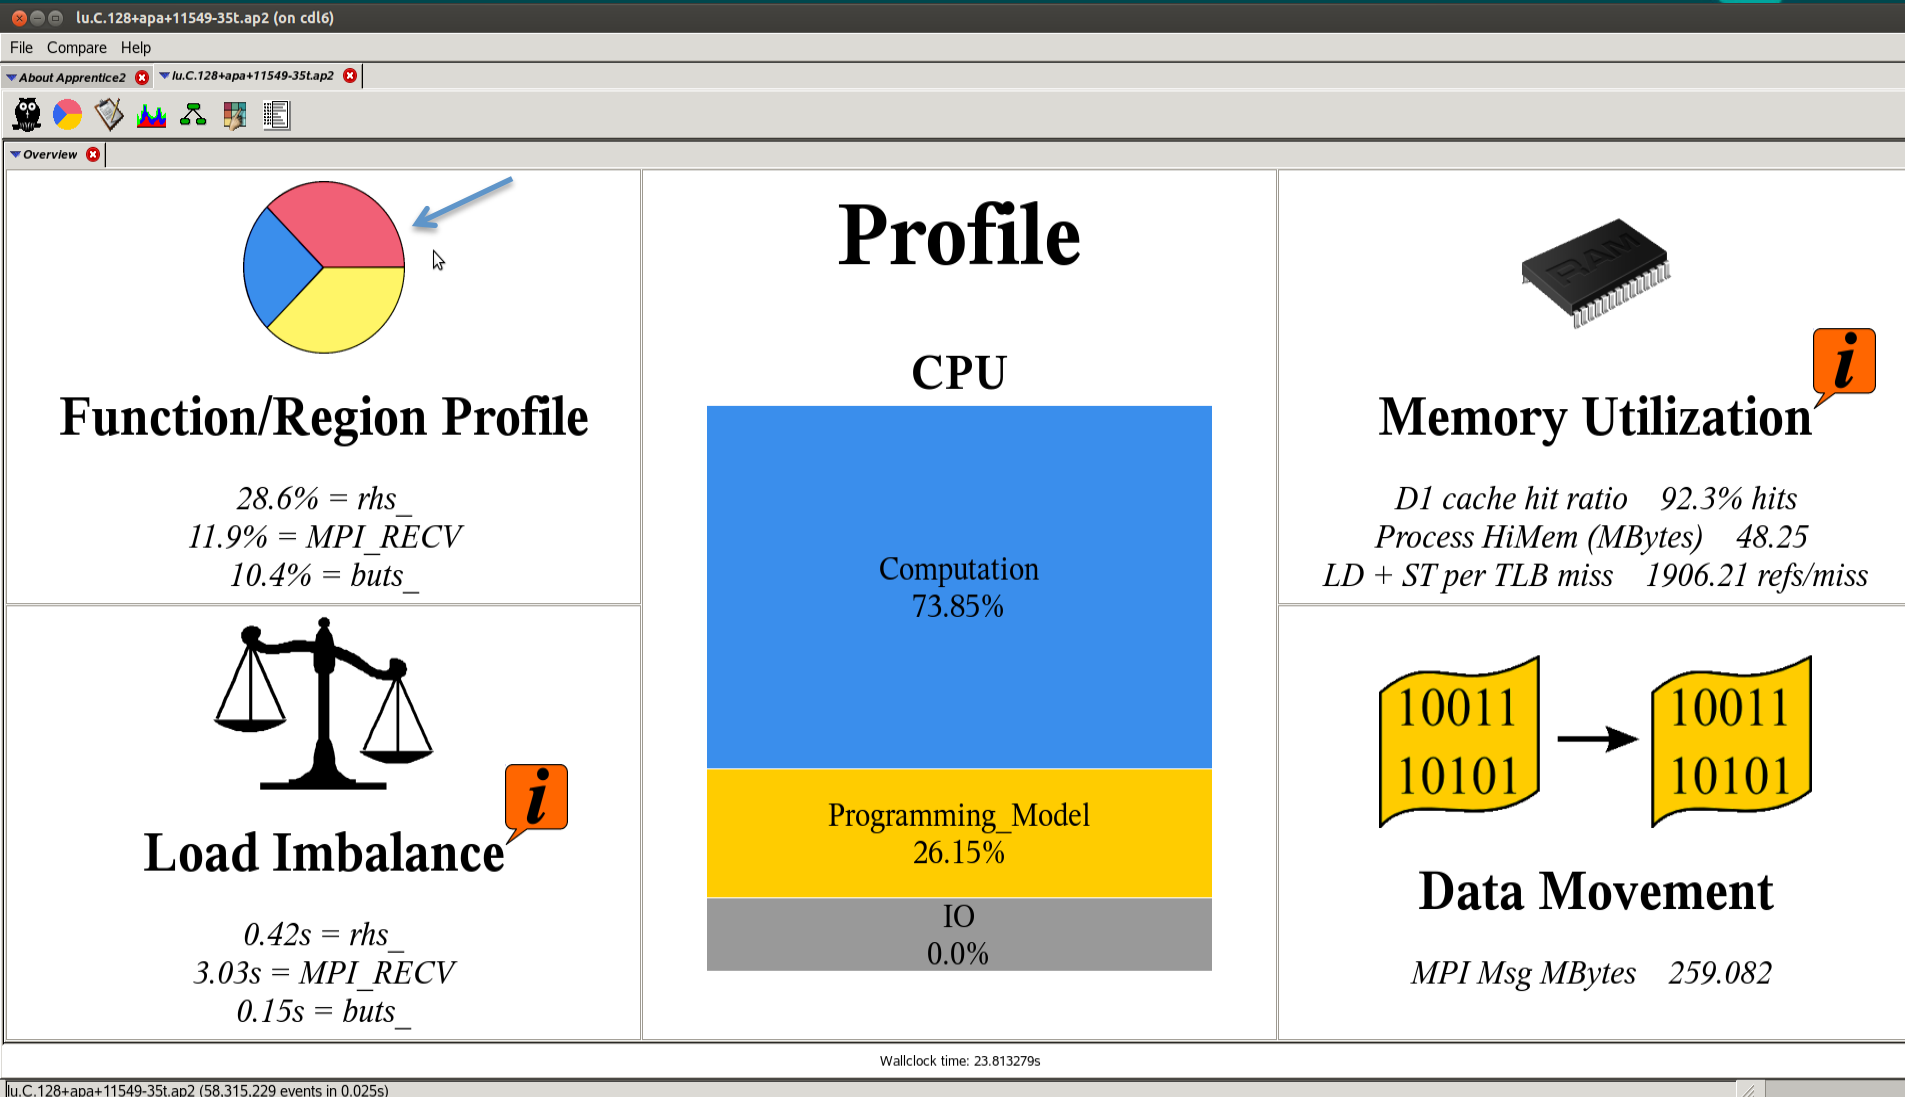 lu.C.128+apa+11549-35t.ap2 (on cdl6)
File Compare Help
About Apprentice2 lu.C.128+apa+11549-35t.ap2
Overview
Function/Region Profile
28.6% = rhs_
11.9% = MPI_RECV
10.4% = buts_
i
Load Imbalance
0.42s = rhs_
3.03s = MPI_RECV
0.15s = buts_
Profile
CPU
Computation
73.85%
Programming_Model
26.15%
IO
0.0%
RAM
i
Memory Utilization
D1 cache hit ratio 92.3% hits
Process HiMem (MBytes) 48.25
LD + ST per TLB miss 1906.21 refs/miss
10011 10011
10101 10101
Data Movement
MPI Msg MBytes 259.082
Wallclock time: 23.813279s
lu.C.128+apa+11549-35t.ap2 (58,315,229 events in 0.025s)